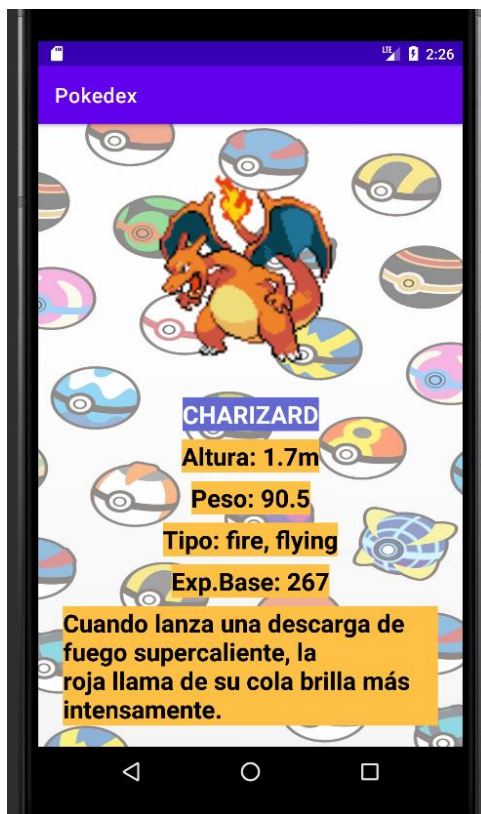 LTE 2:26
Pokedex
CHARIZARD
Altura: 1.7m
Peso: 90.5
Tipo: fire, flying
Exp.Base: 267
Cuando lanza una descarga de
fuego supercaliente, la
roja llama de su cola brilla más
intensamente.